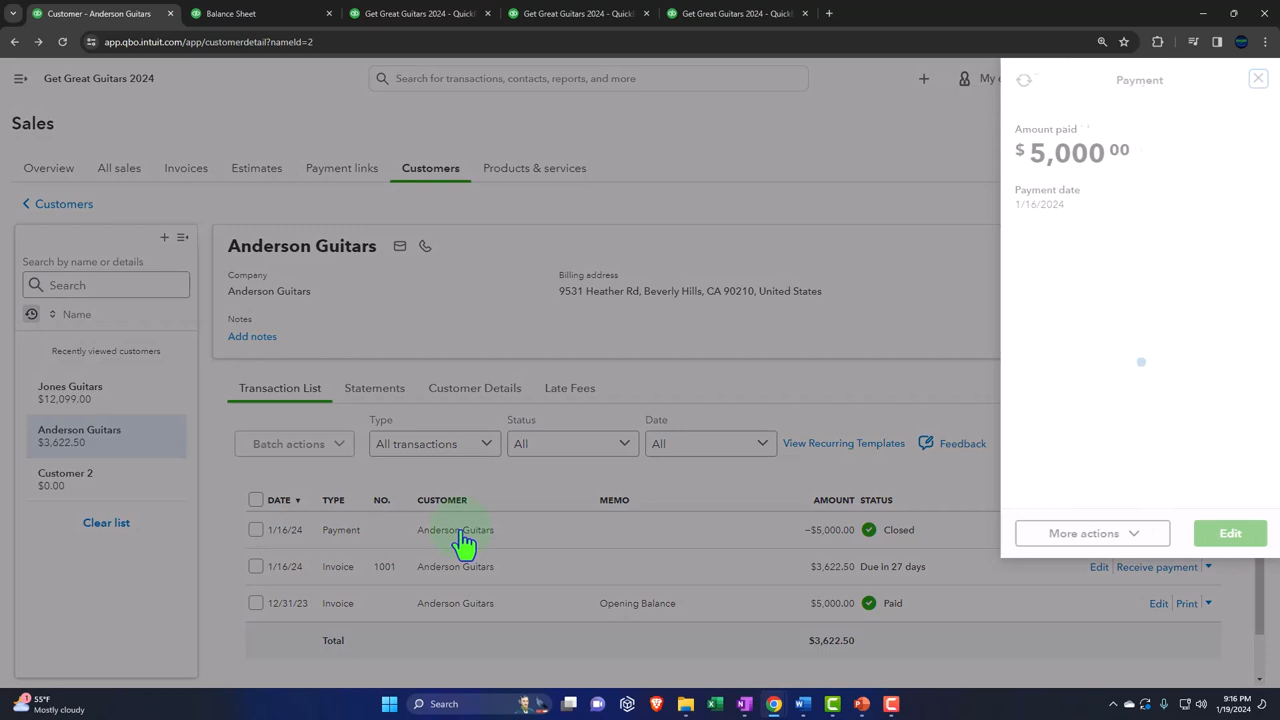 Customer Details - Get Great
Balance Sheet
Get Great Guitars 2024 - Quick
Get Great Guitars 2024 - Quick
Get Great Guitars 2024 - Quick
app.qbo.intuit.com/app/customerdetail?nameId=2
Get Great Guitars 2024
Search for transactions, contacts, reports, and more
My
Payment
Sales
Amount paid
$ 5,000 00
Payment date
1/16/2024
Overview
All sales
Invoices
Estimates
Payment links
Customers
Products & services
Customers
Search by name or details
Search
Name
Recently viewed customers
Jones Guitars
$12,099.00
Anderson Guitars
$3,622.50
Customer 2
$0.00
Clear list
Anderson Guitars
Company
Anderson Guitars
Billing address
9531 Heather Rd, Beverly Hills, CA 90210, United States
Notes
Add notes
Transaction List
Statements
Customer Details
Late Fees
Type
Status
Date
Batch actions
All transactions
All
All
View Recurring Templates
Feedback
DATE TYPE NO. CUSTOMER MEMO AMOUNT STATUS
1/16/24 Payment Anderson Guitars −$5,000.00 Closed
1/16/24 Invoice 1001 Anderson Guitars $3,622.50 Due in 27 days Edit Receive payment
12/31/23 Invoice Anderson Guitars Opening Balance $5,000.00 Paid Edit Print
Total $3,622.50
More actions
Edit
1
55°F
Mostly cloudy
Search
9:16 PM
1/19/2024